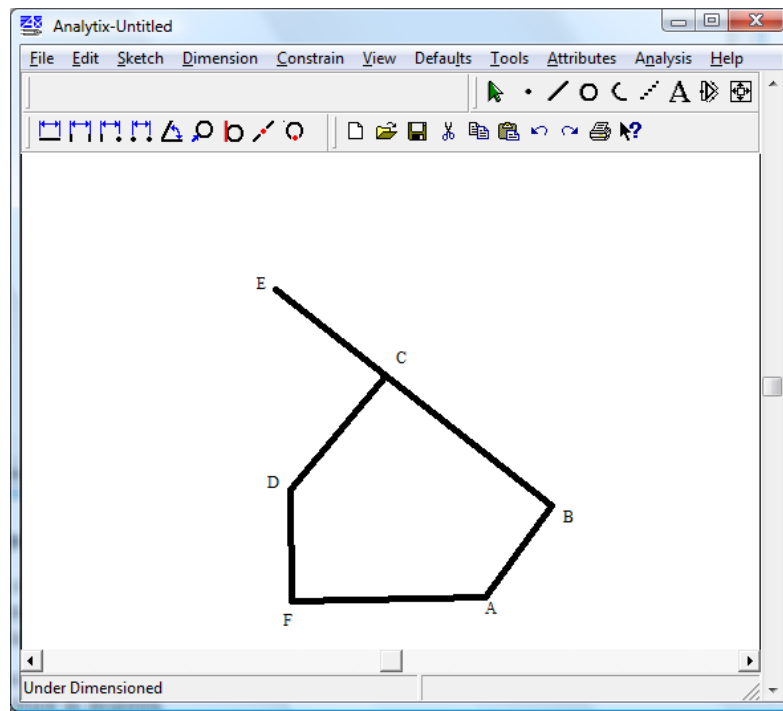 Analytix-Untitled
File Edit Sketch Dimension Constrain View Defaults Tools Attributes Analysis Help
A
E
C
D
B
A
F
Under Dimensioned